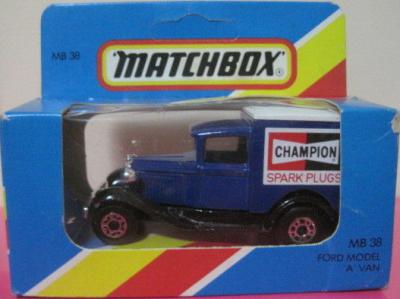 MB 38
MATCHBOX
CHAMPION
SPARK PLUGS
MB 38
FORD MODEL
'A' VAN